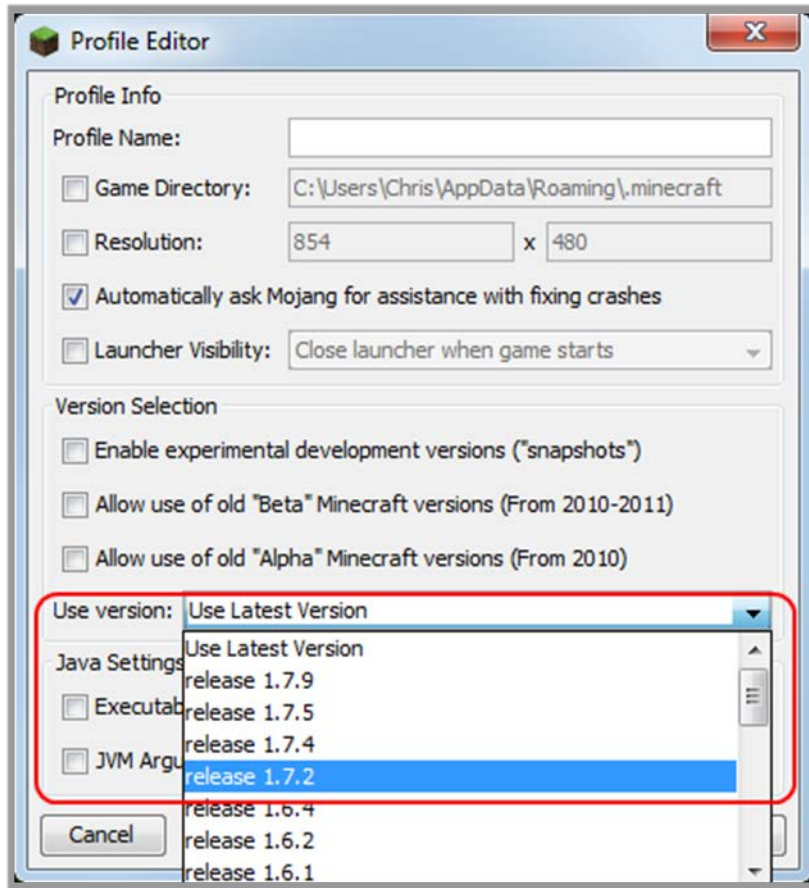 Profile Editor
Profile Info
Profile Name:
Game Directory: C:\Users\Chris\AppData\Roaming\.minecraft
Resolution: 854 x 480
Automatically ask Mojang for assistance with fixing crashes
Launcher Visibility: Close launcher when game starts
Version Selection
Enable experimental development versions ("snapshots")
Allow use of old "Beta" Minecraft versions (From 2010-2011)
Allow use of old "Alpha" Minecraft versions (From 2010)
Use version: Use Latest Version
Use Latest Version
Java Settings
release 1.7.9
Executab
release 1.7.5
release 1.7.4
JVM Argu
release 1.7.2
release 1.6.4
Cancel
release 1.6.2
release 1.6.1